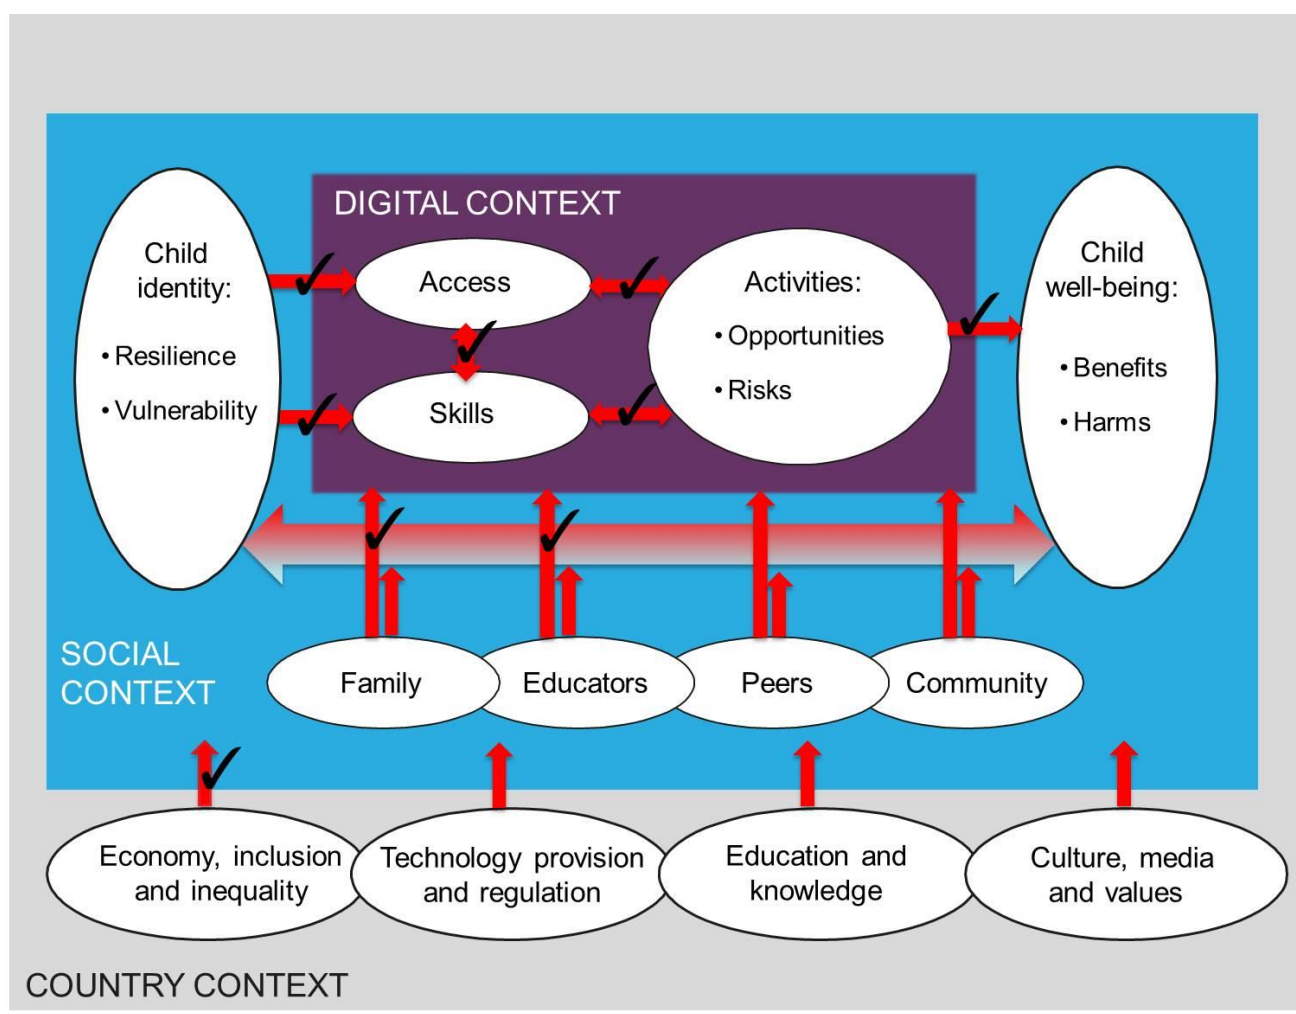 DIGITAL CONTEXT
Child
identity:
• Resilience
• Vulnerability
Access
Skills
Activities:
• Opportunities
• Risks
Child
well-being:
• Benefits
• Harms
SOCIAL
CONTEXT
Family
Educators
Peers
Community
Economy, inclusion
and inequality
Technology provision
and regulation
Education and
knowledge
Culture, media
and values
COUNTRY CONTEXT